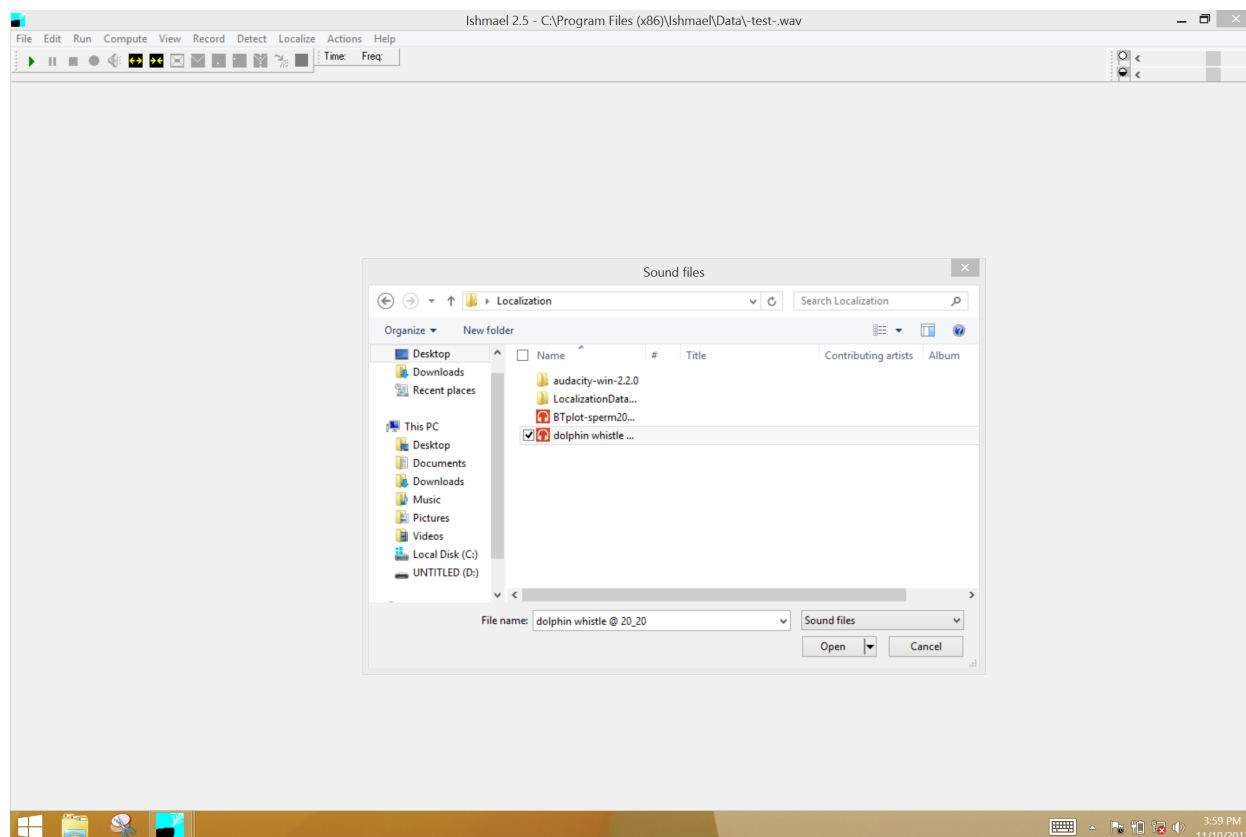 Ishmael 2.5 - C:\Program Files (x86)\Ishmael\Data\-test-.wav
File Edit Run Compute View Record Detect Localize Actions Help
Time: Freq:
Sound files
Localization
Search Localization
Organize New folder
Desktop
Downloads
Recent places
This PC
Desktop
Documents
Downloads
Music
Pictures
Videos
Local Disk (C:)
UNTITLED (D:)
Name # Title Contributing artists Album
audacity-win-2.2.0
LocalizationData...
BTplot-sperm20...
dolphin whistle ...
File name: dolphin whistle @ 20_20
Sound files
Open Cancel
3:59 PM
11/10/201